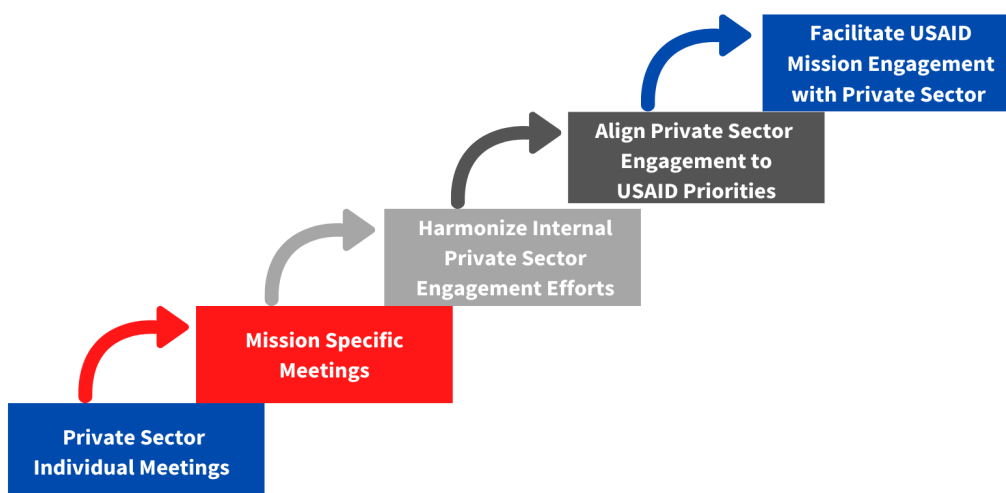 Facilitate USAID
Mission Engagement
with Private Sector
Align Private Sector
Engagement to
USAID Priorities
Harmonize Internal
Private Sector
Engagement Efforts
Mission Specific
Meetings
Private Sector
Individual Meetings